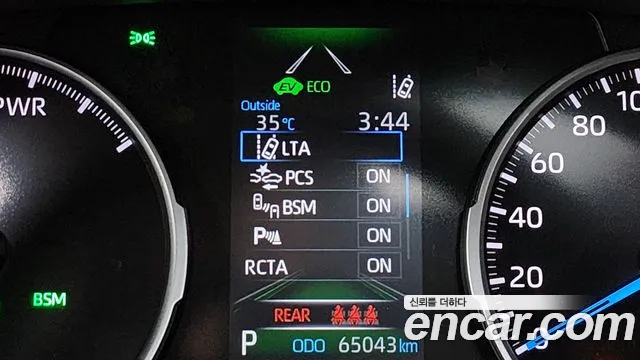 PWR
EV ECO
Outside
35°C 3:44
LTA
PCS ON
BSM ON
P ON
RCTA ON
REAR
P ODO 65043 km
BSM
100
80
60
40
20
신뢰를 더하다
encar.com